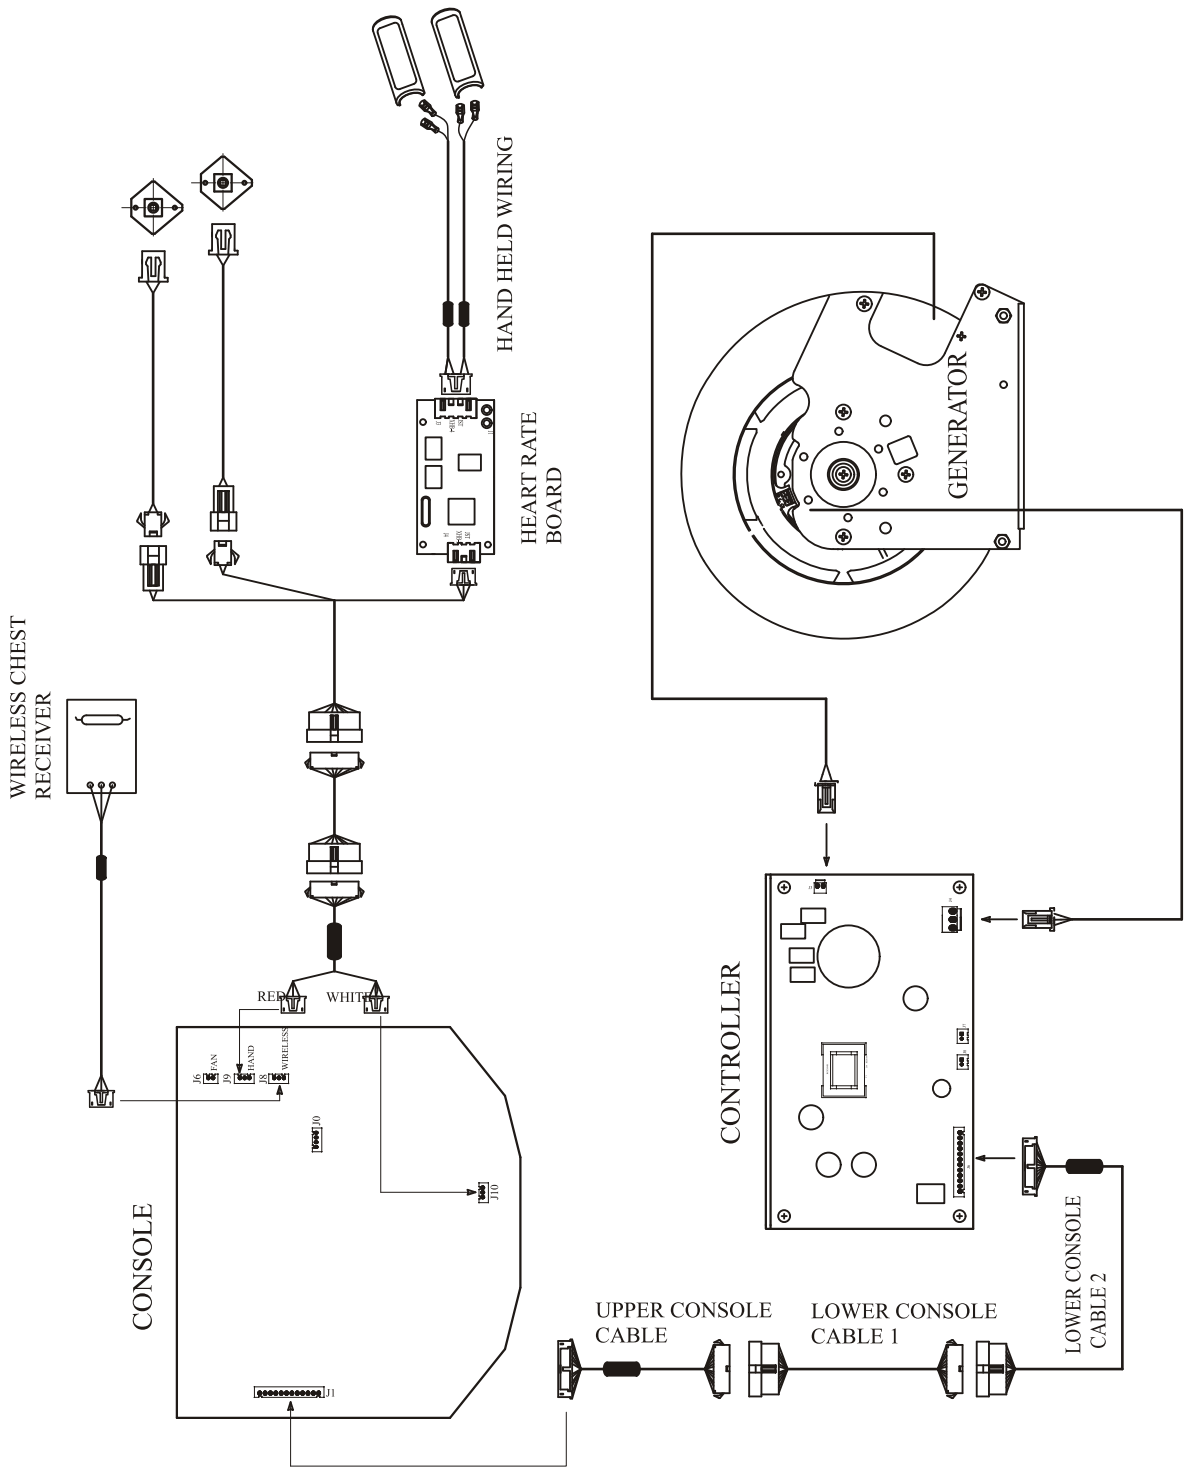 HAND HELD WIRING
HEART RATE
BOARD
GENERATOR
WIRELESS CHEST
RECEIVER
RED
WHITE
J6
FAN
J9
HAND
J8
WIRELESS
J0
J10
J1
CONSOLE
CONTROLLER
UPPER CONSOLE
CABLE
LOWER CONSOLE
CABLE 1
LOWER CONSOLE
CABLE 2